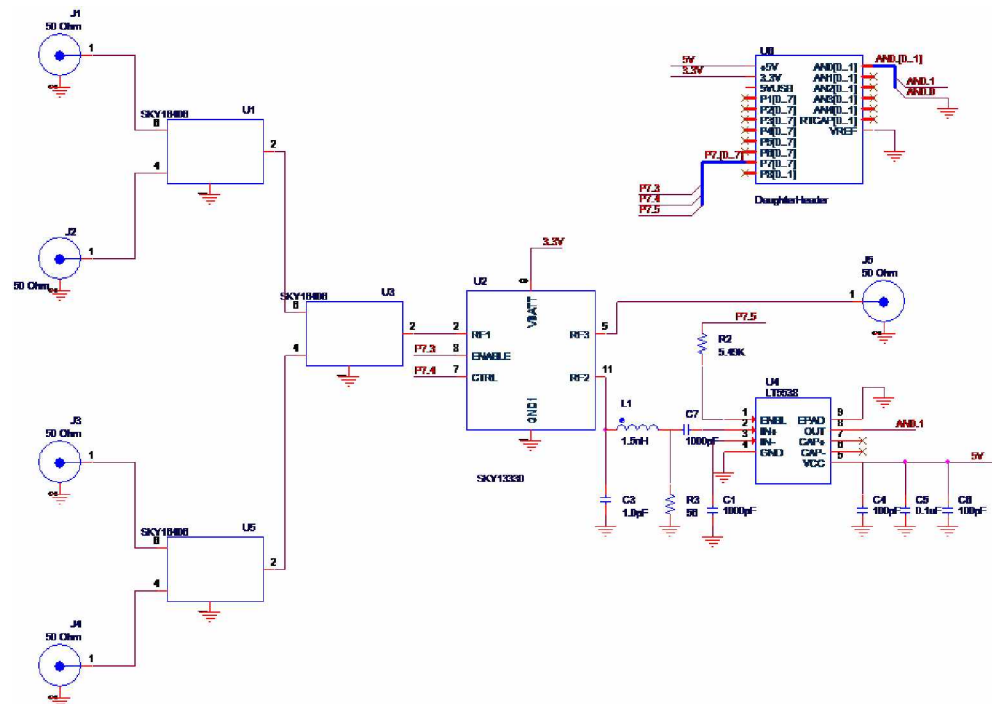 J1
50 Ohm
1
SKY16406
6
U1
2
4
J2
1
50 Ohm
SKY16406
6
U3
2
4
J3
50 Ohm
1
SKY16406
6
U5
2
4
J4
50 Ohm
1
3.3V
U2
VBATT
2
RF1
P7.3
8
ENABLE
P7.4
7
CTRL
RF3
5
RF2
11
GND1
SKY13330
5V
3.3V
+5V
3.3V
5VUSB
P1[0..7]
P2[0..7]
P3[0..7]
P4[0..7]
P5[0..7]
P6[0..7]
P7[0..7]
P8[0..1]
AN0[0..1]
AN1[0..1]
AN2[0..1]
AN3[0..1]
AN4[0..1]
RTCAP[0..1]
VREF
AN0.[0..1]
AN0.1
AN0.0
P7.[0..7]
P7.3
P7.4
P7.5
DaughterHeader
J5
50 Ohm
1
P7.5
R2
5.49K
U4
LT5538
1
ENBL
2
IN+
3
IN-
4
GND
EPAD
9
OUT
8
CAP+
7
CAP-
6
VCC
5
AN0.1
5V
L1
1.5nH
C7
1000pF
C3
1.0pF
R3
56
C1
1000pF
C4
100pF
C5
0.1uF
C6
100pF